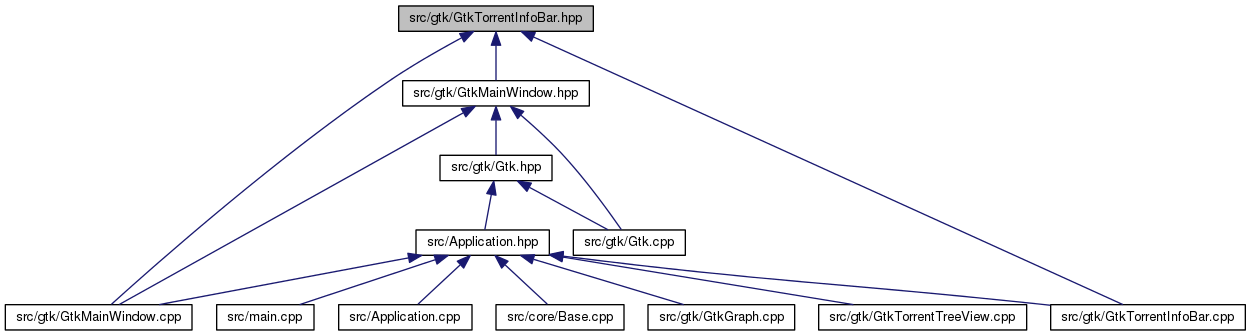 src/gtk/GtkTorrentInfoBar.hpp
src/gtk/GtkMainWindow.hpp
src/gtk/Gtk.hpp
src/Application.hpp
src/gtk/Gtk.cpp
src/gtk/GtkMainWindow.cpp
src/main.cpp
src/Application.cpp
src/core/Base.cpp
src/gtk/GtkGraph.cpp
src/gtk/GtkTorrentTreeView.cpp
src/gtk/GtkTorrentInfoBar.cpp